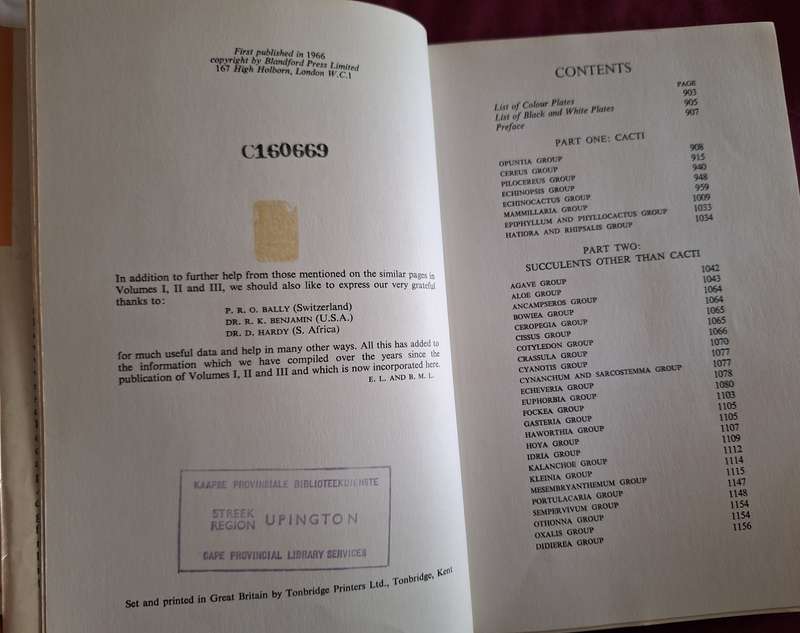 First published in 1966
copyright by Blandford Press Limited
167 High Holborn, London W.C.1
C160669
In addition to further help from those mentioned on the similar pages in
Volumes I, II and III, we should also like to express our very grateful
thanks to:
P. R. O. BALLY (Switzerland)
DR. R. K. BENJAMIN (U.S.A.)
DR. D. HARDY (S. Africa)
for much useful data and help in many other ways. All this has added to
the information which we have compiled over the years since the
publication of Volumes I, II and III and which is now incorporated here.
E. L. AND B. M. L.
KAAPSE PROVINSIALE BIBLIOTEEKDIENSTE
STREEK
REGION UPINGTON
CAPE PROVINCIAL LIBRARY SERVICES
Set and printed in Great Britain by Tonbridge Printers Ltd., Tonbridge, Kent
CONTENTS
PAGE
List of Colour Plates 903
List of Black and White Plates 905
Preface 907
PART ONE: CACTI
OPUNTIA GROUP 908
CEREUS GROUP 915
PILOCEREUS GROUP 940
ECHINOPSIS GROUP 948
ECHINOCACTUS GROUP 959
MAMMILLARIA GROUP 1009
EPIPHYLLUM AND PHYLLOCACTUS GROUP 1033
HATIORA AND RHIPSALIS GROUP 1034
PART TWO:
SUCCULENTS OTHER THAN CACTI
AGAVE GROUP 1042
ALOE GROUP 1043
ANCAMPSEROS GROUP 1064
BOWIEA GROUP 1064
CEROPEGIA GROUP 1065
CISSUS GROUP 1065
COTYLEDON GROUP 1066
CRASSULA GROUP 1070
CYANOTIS GROUP 1077
CYNANCHUM AND SARCOSTEMMA GROUP 1077
ECHEVERIA GROUP 1078
EUPHORBIA GROUP 1080
FOCKEA GROUP 1103
GASTERIA GROUP 1105
HAWORTHIA GROUP 1105
HOYA GROUP 1107
IDRIA GROUP 1109
KALANCHOE GROUP 1112
KLEINIA GROUP 1114
MESEMBRYANTHEMUM GROUP 1115
PORTULACARIA GROUP 1147
SEMPERVIVUM GROUP 1148
OTHONNA GROUP 1154
OXALIS GROUP 1154
DIDIEREA GROUP 1156